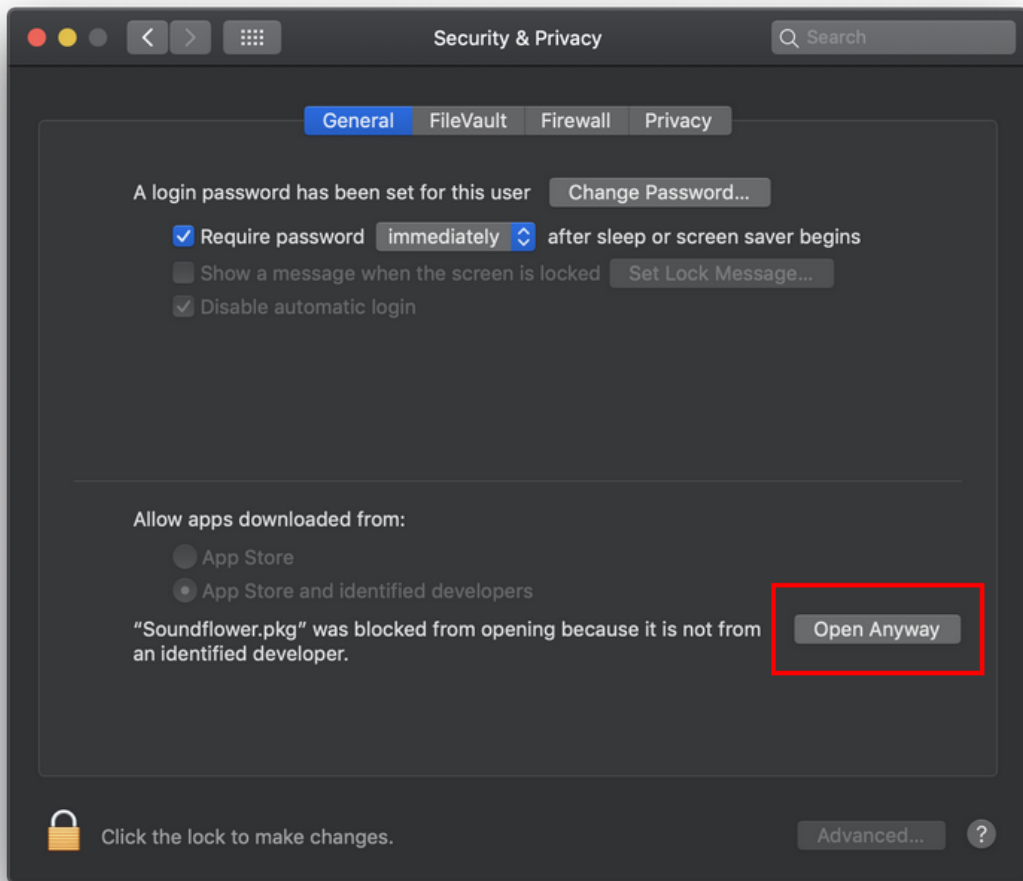 Security & Privacy
Search
General FileVault Firewall Privacy
A login password has been set for this user Change Password...
Require password immediately after sleep or screen saver begins
Show a message when the screen is locked Set Lock Message...
Disable automatic login
Allow apps downloaded from:
App Store
App Store and identified developers
“Soundflower.pkg” was blocked from opening because it is not from Open Anyway
an identified developer.
Click the lock to make changes. Advanced... ?